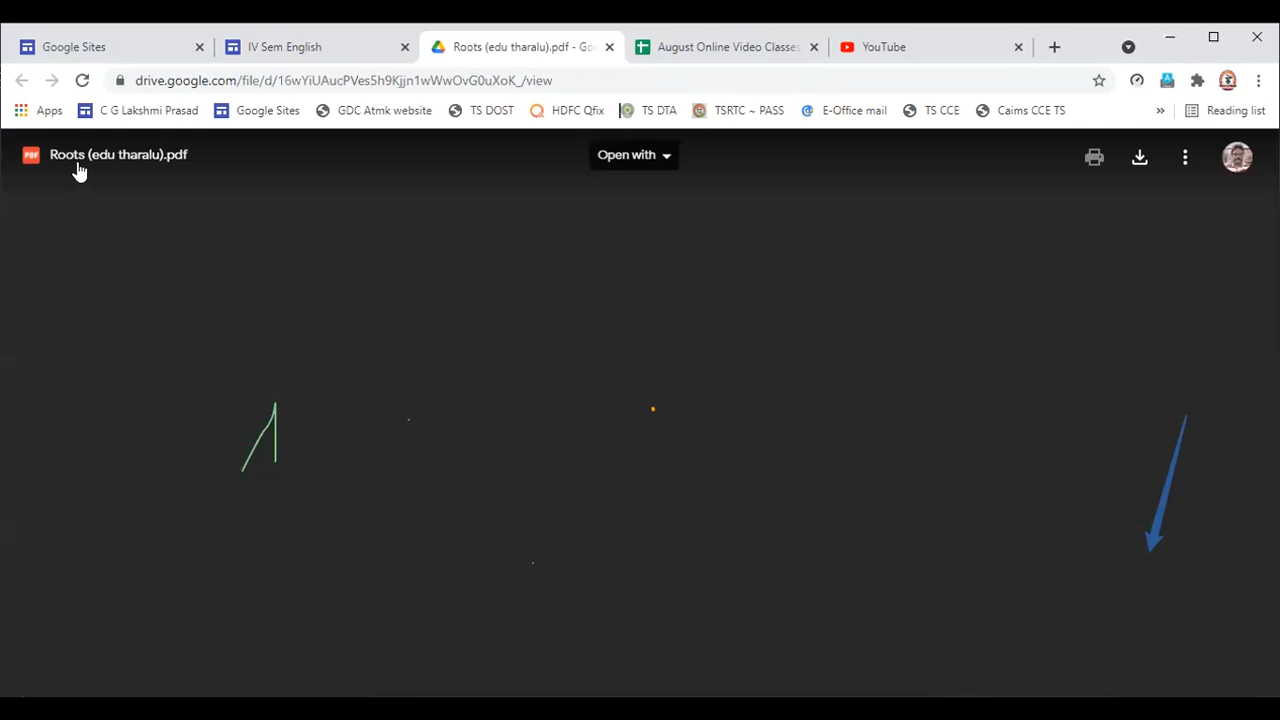 Google Sites
IV Sem English
Roots (edu tharalu).pdf - Go
August Online Video Classes
YouTube
drive.google.com/file/d/16wYiUAucPVes5h9Kjjn1wWwOvG0uXoK_/view
Apps
C G Lakshmi Prasad
Google Sites
GDC Atmk website
TS DOST
HDFC Qfix
TS DTA
TSRTC ~ PASS
E-Office mail
TS CCE
Caims CCE TS
»
Reading list
PDF
Roots (edu tharalu).pdf
Open with